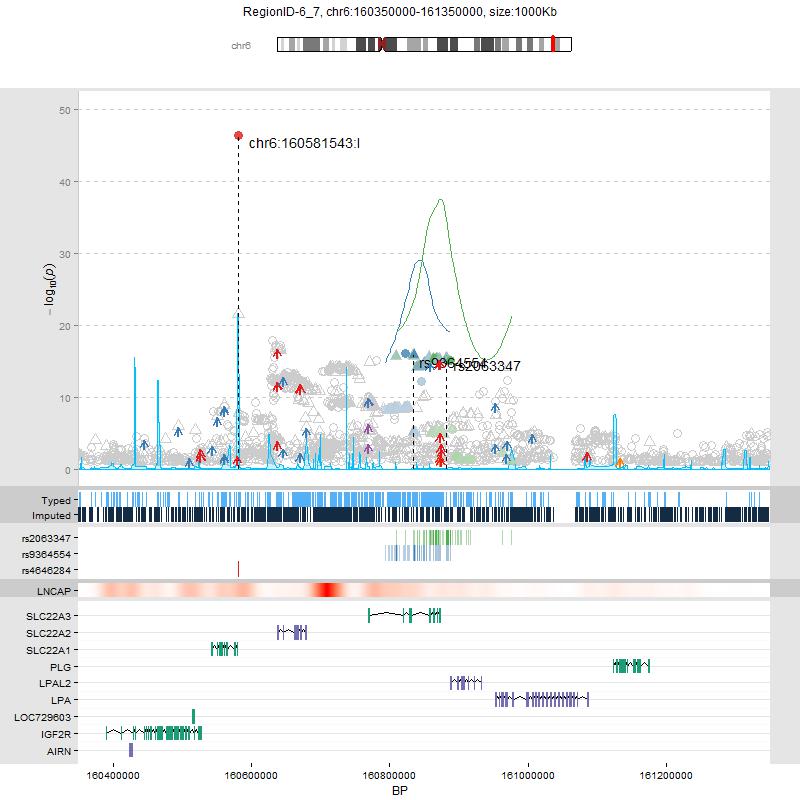 RegionID-6_7, chr6:160350000-161350000, size:1000Kb
chr6
50
chr6:160581543:I
40
30
− log10(p)
20
rs9364554
rs2063347
10
0
Typed
Imputed
rs2063347
rs9364554
rs4646284
LNCAP
SLC22A3
SLC22A2
SLC22A1
PLG
LPAL2
LPA
LOC729603
IGF2R
AIRN
160400000 160600000 160800000 161000000 161200000
BP